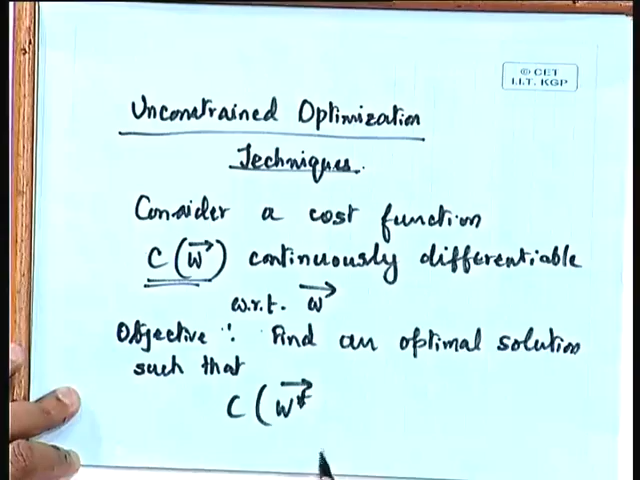 © CET
I.I.T. KGP
Unconstrained Optimization
Techniques.
Consider a cost function
C(w⃗) continuously differentiable
w.r.t. w⃗
Objective : Find an optimal solution
such that
C(w⃗*